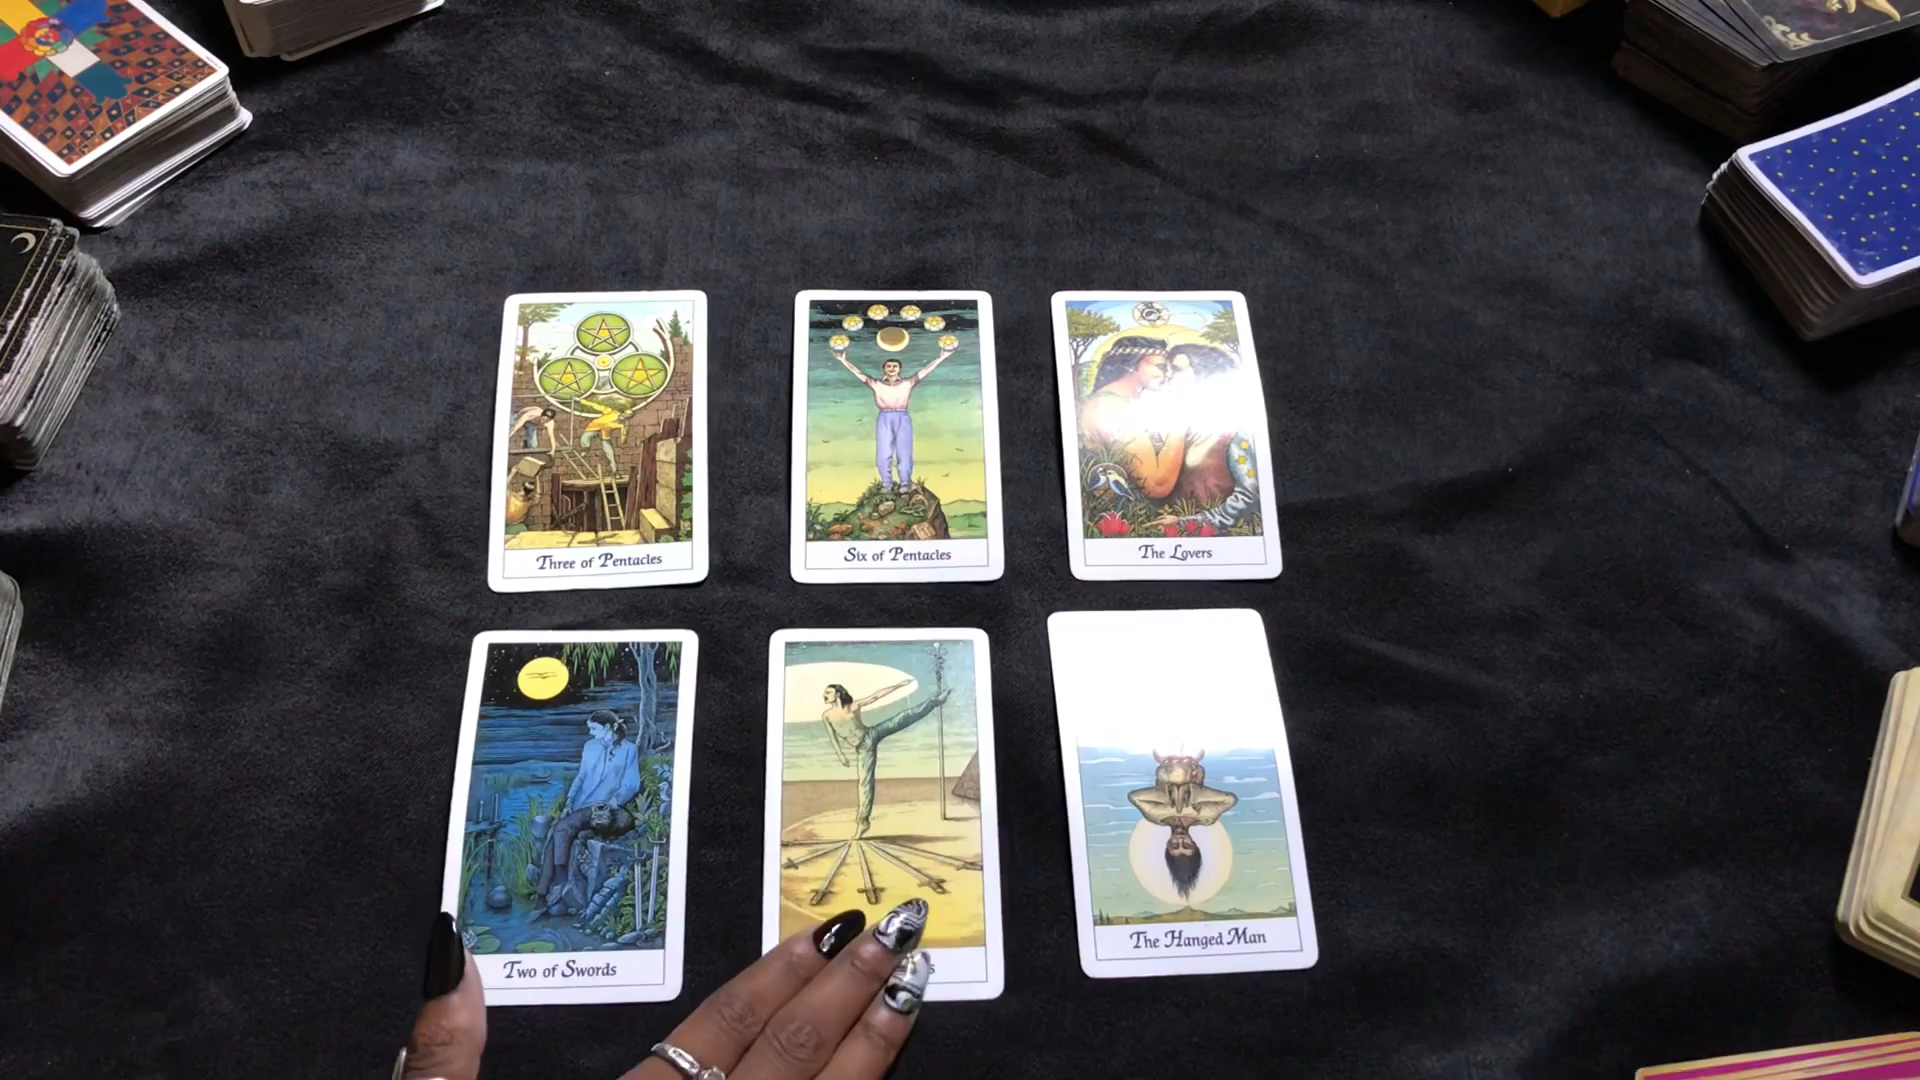 Three of Pentacles
Six of Pentacles
The Lovers
Two of Swords
The Hanged Man